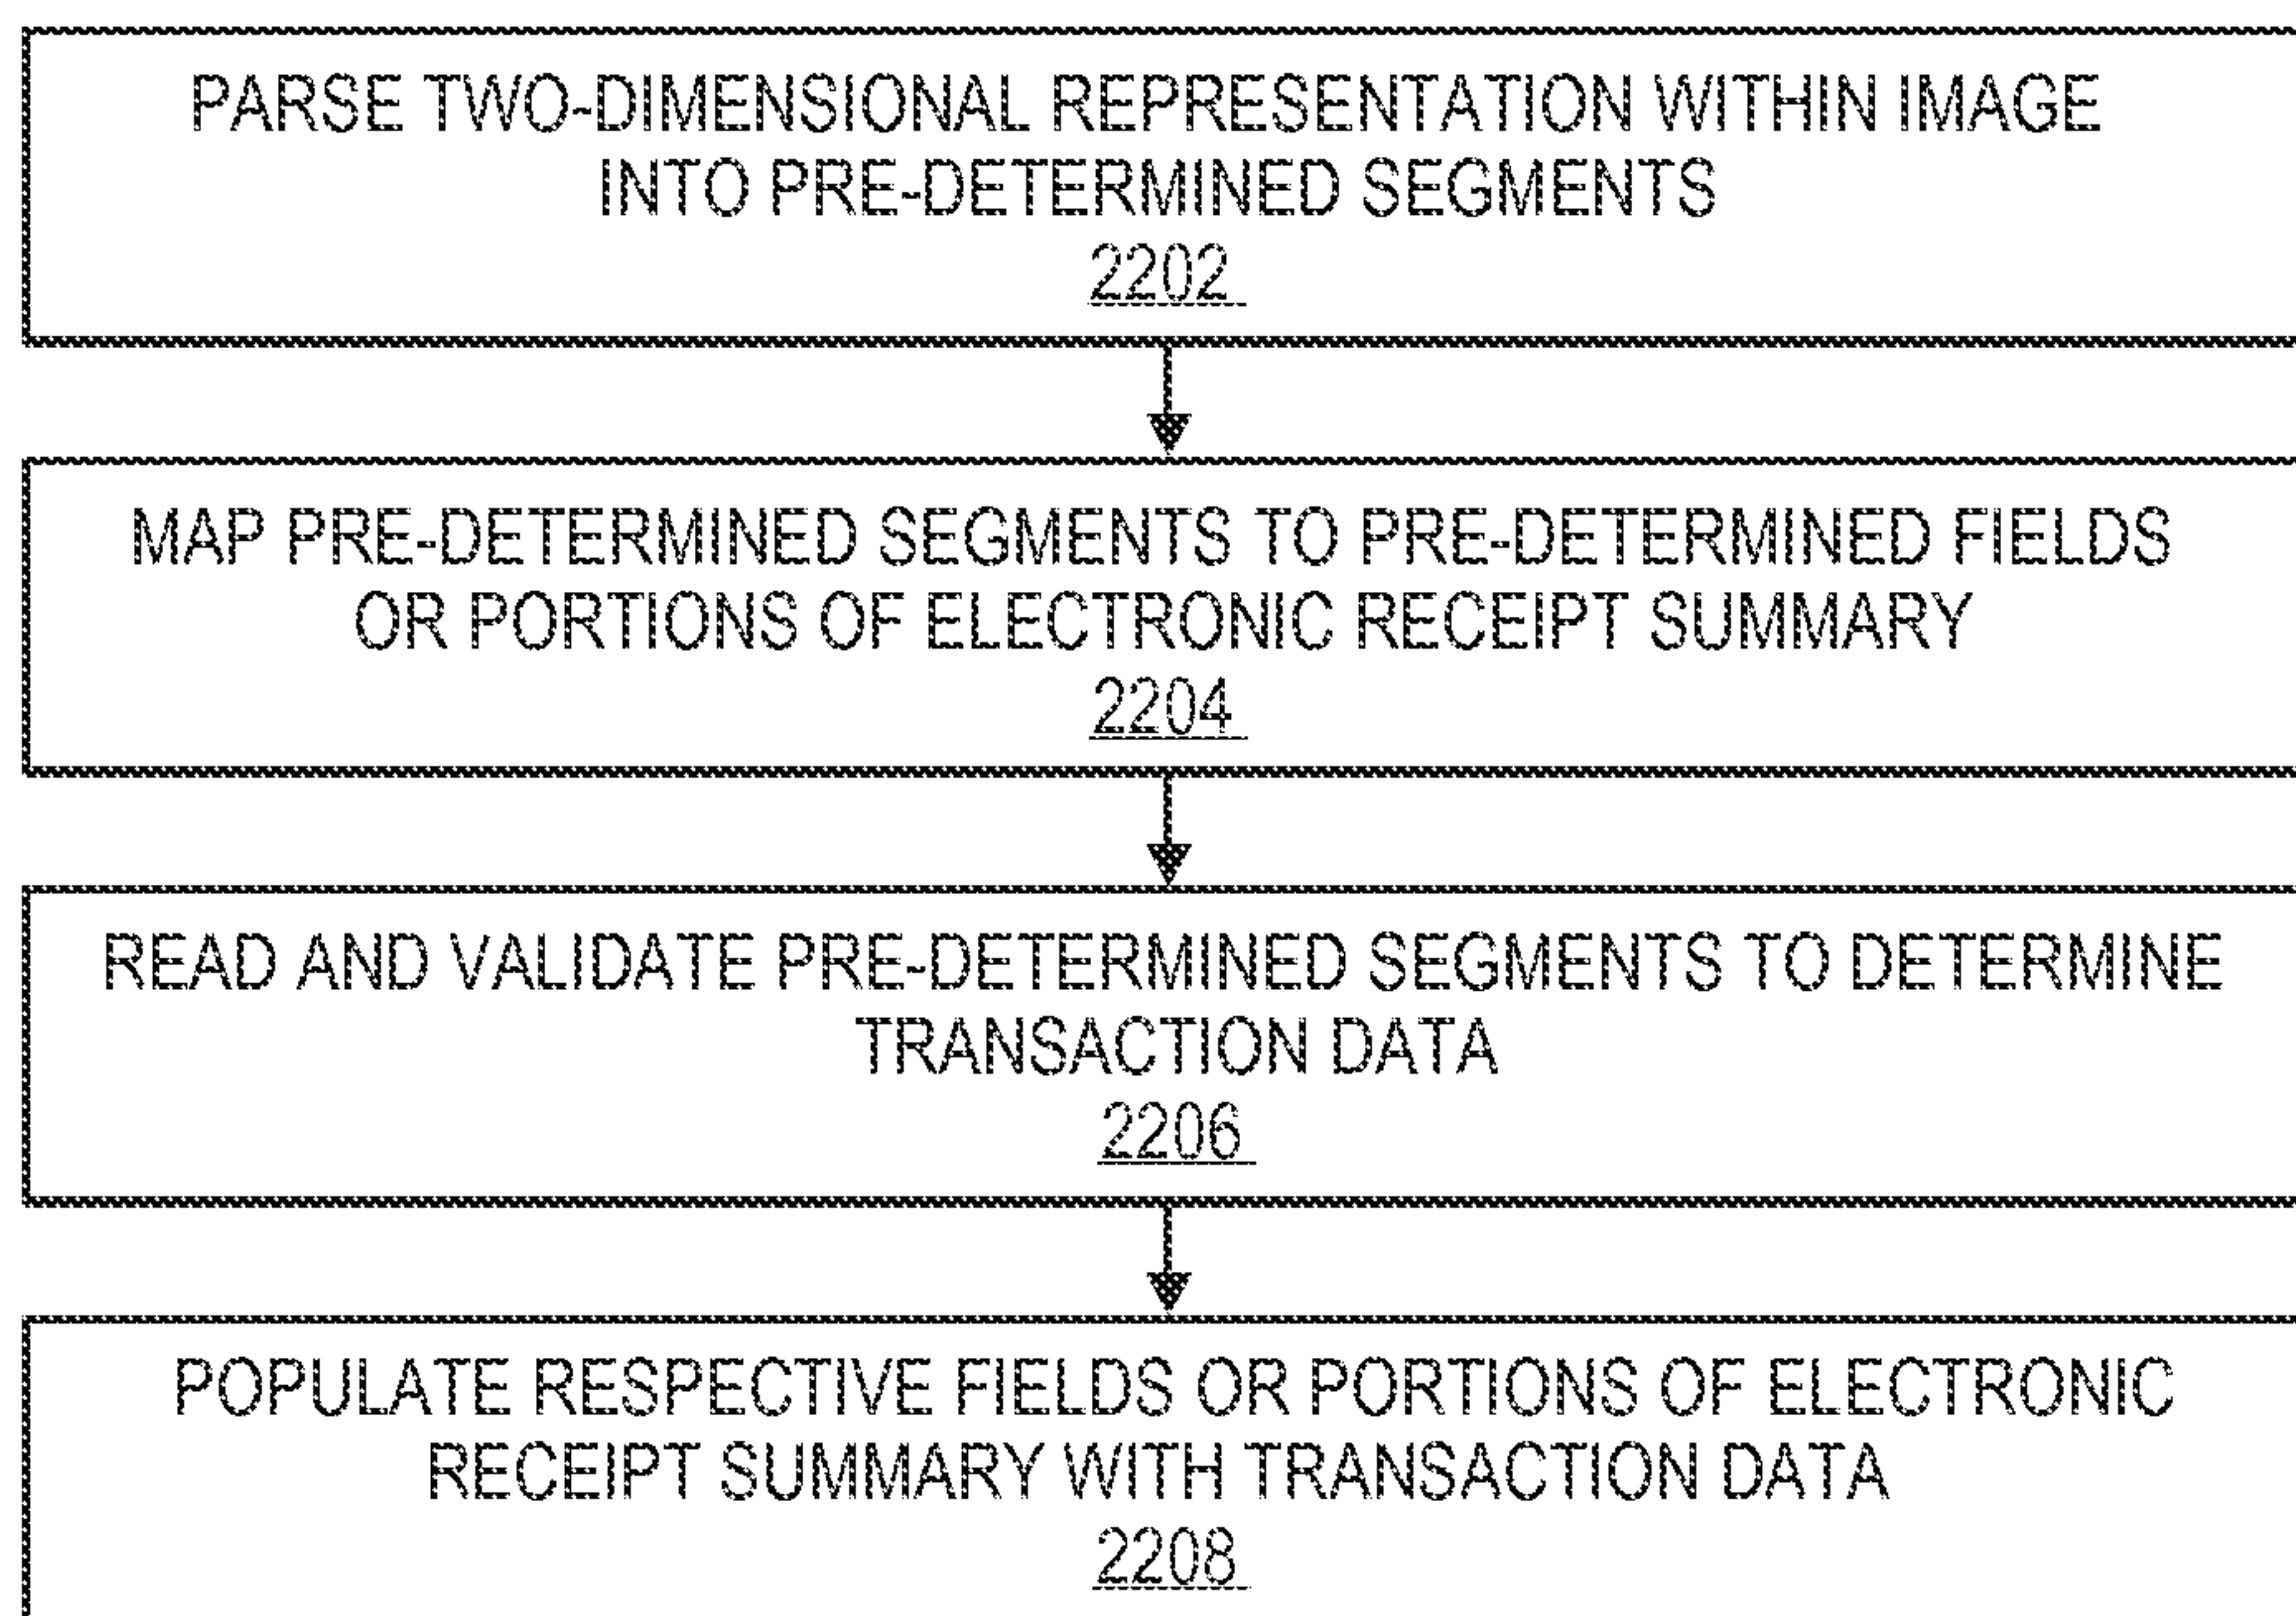 PARSE TWO-DIMENSIONAL REPRESENTATION WITHIN IMAGE
INTO PRE-DETERMINED SEGMENTS
2202
MAP PRE-DETERMINED SEGMENTS TO PRE-DETERMINED FIELDS
OR PORTIONS OF ELECTRONIC RECEIPT SUMMARY
2204
READ AND VALIDATE PRE-DETERMINED SEGMENTS TO DETERMINE
TRANSACTION DATA
2206
POPULATE RESPECTIVE FIELDS OR PORTIONS OF ELECTRONIC
RECEIPT SUMMARY WITH TRANSACTION DATA
2208